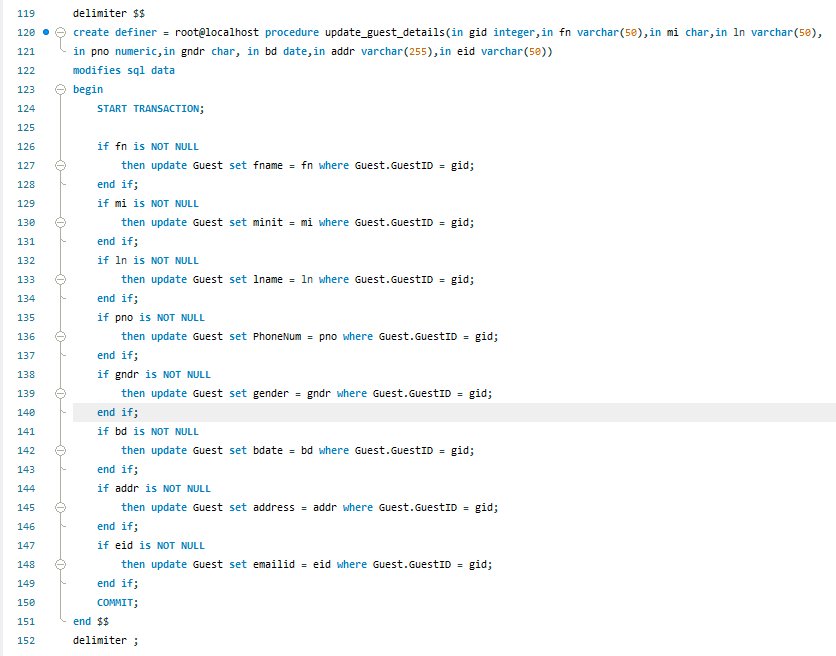 119 delimiter $$
120 create definer = root@localhost procedure update_guest_details(in gid integer,in fn varchar(50),in mi char,in ln varchar(50),
121 in pno numeric,in gndr char, in bd date,in addr varchar(255),in eid varchar(50))
122 modifies sql data
123 begin
124 START TRANSACTION;
125
126 if fn is NOT NULL
127 then update Guest set fname = fn where Guest.GuestID = gid;
128 end if;
129 if mi is NOT NULL
130 then update Guest set minit = mi where Guest.GuestID = gid;
131 end if;
132 if ln is NOT NULL
133 then update Guest set lname = ln where Guest.GuestID = gid;
134 end if;
135 if pno is NOT NULL
136 then update Guest set PhoneNum = pno where Guest.GuestID = gid;
137 end if;
138 if gndr is NOT NULL
139 then update Guest set gender = gndr where Guest.GuestID = gid;
140 end if;
141 if bd is NOT NULL
142 then update Guest set bdate = bd where Guest.GuestID = gid;
143 end if;
144 if addr is NOT NULL
145 then update Guest set address = addr where Guest.GuestID = gid;
146 end if;
147 if eid is NOT NULL
148 then update Guest set emailid = eid where Guest.GuestID = gid;
149 end if;
150 COMMIT;
151 end $$
152 delimiter ;